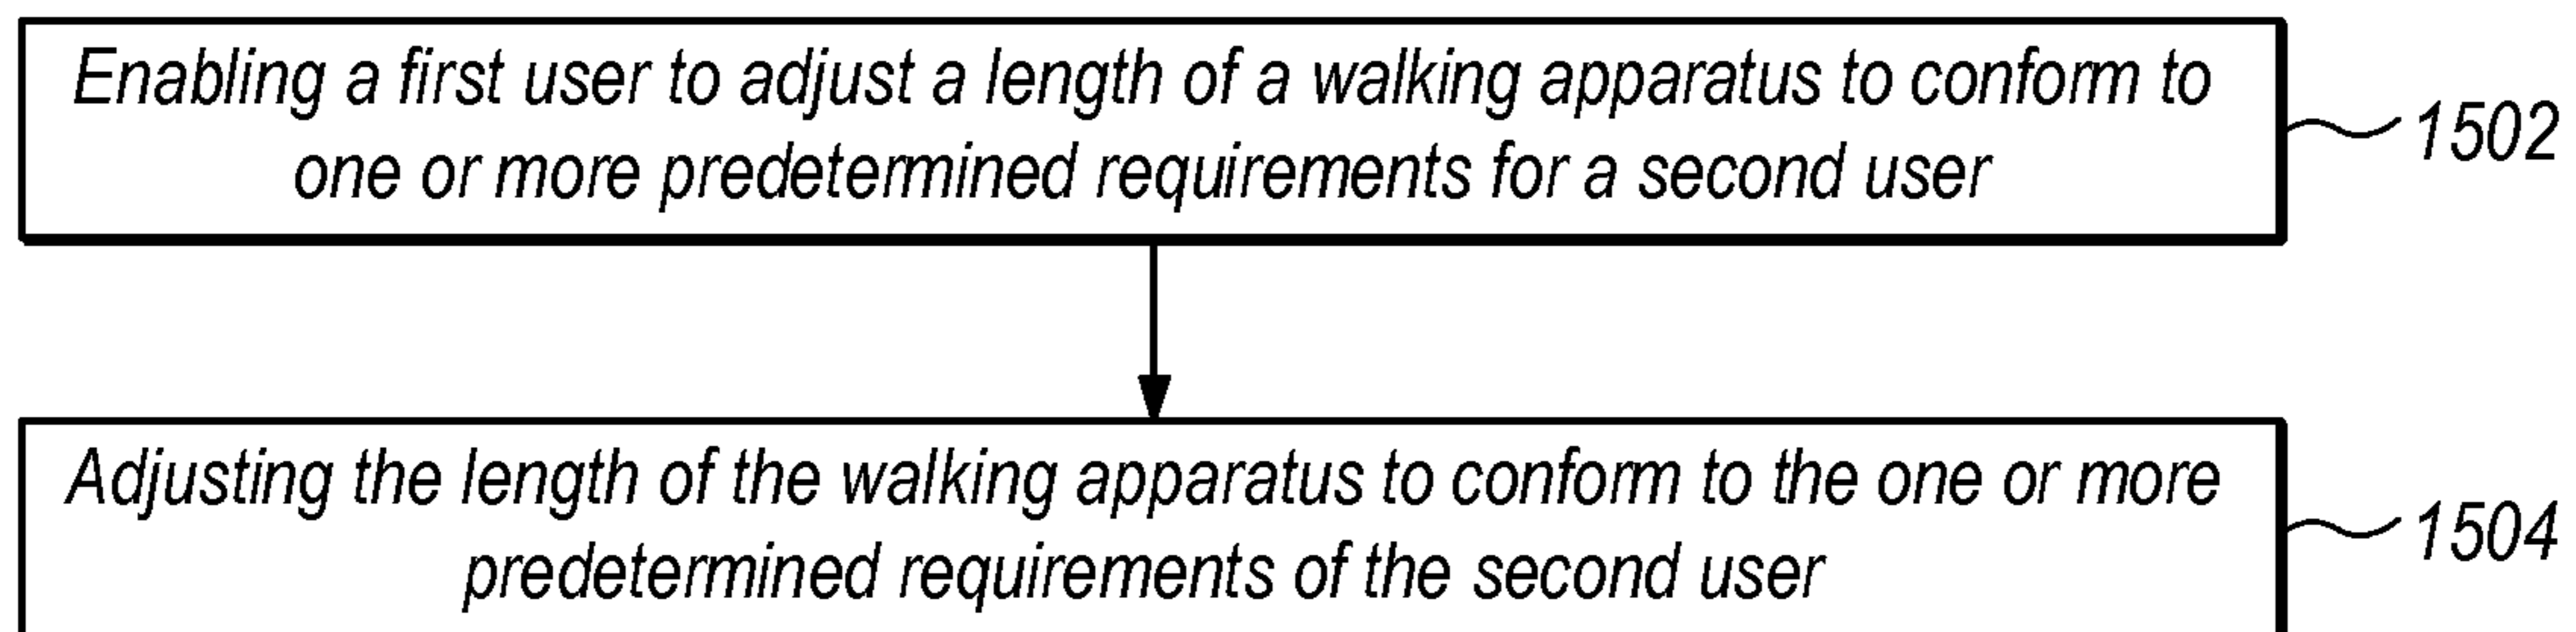 Enabling a first user to adjust a length of a walking apparatus to conform to
one or more predetermined requirements for a second user
1502
Adjusting the length of the walking apparatus to conform to the one or more
predetermined requirements of the second user
1504